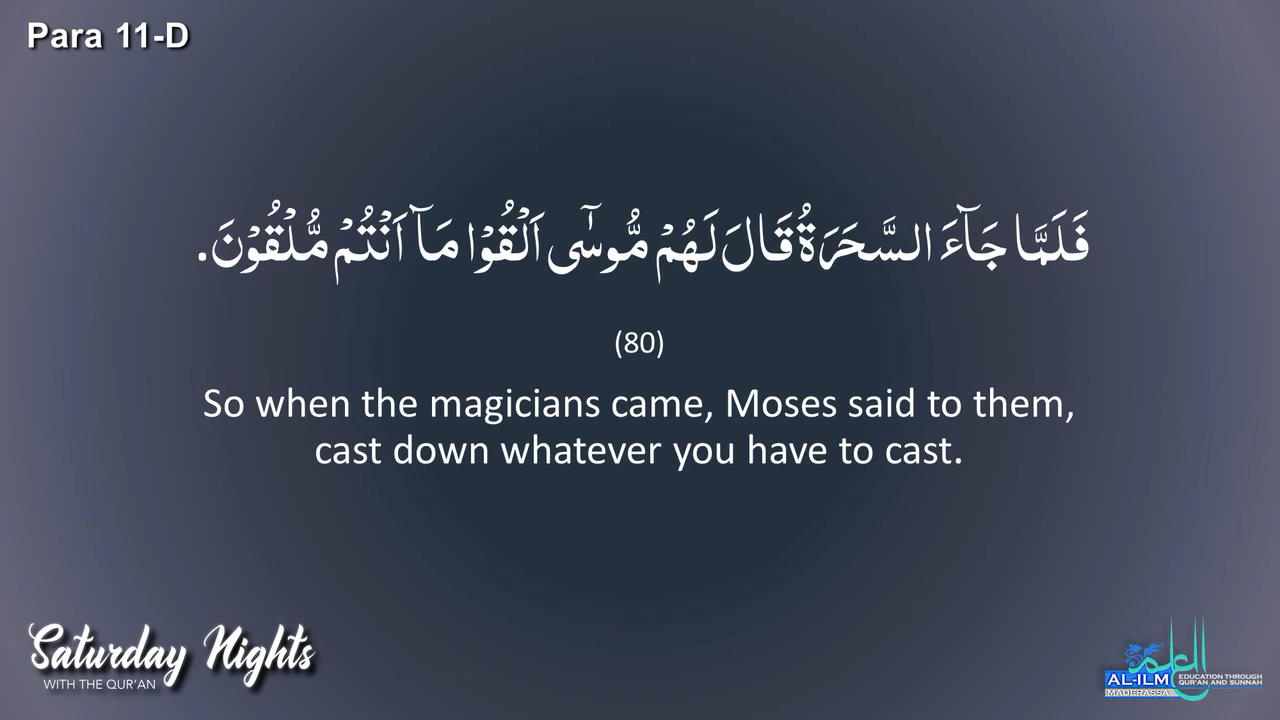 Para 11-D
فَلَمَّا جَآءَ السَّحَرَةُ قَالَ لَهُمْ مُّوسٰٓى اَلْقُوْا مَآ اَنْتُمْ مُّلْقُوْنَ.
(80)
So when the magicians came, Moses said to them,
cast down whatever you have to cast.
Saturday Nights
WITH THE QUR'AN
العلم
AL-ILM
MADERASSA
EDUCATION THROUGH
QUR'AN AND SUNNAH